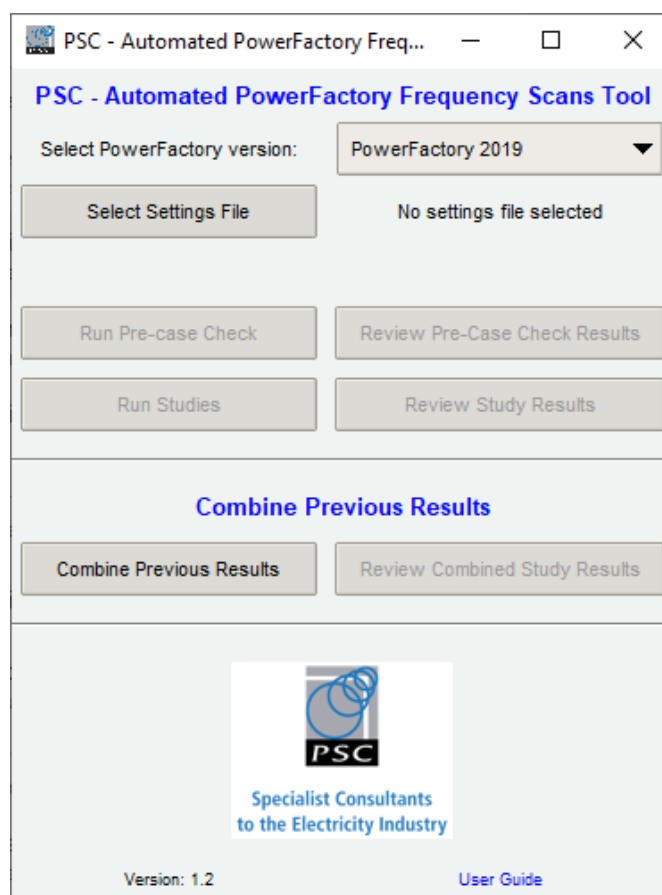 PSC - Automated PowerFactory Freq...
PSC - Automated PowerFactory Frequency Scans Tool
Select PowerFactory version: PowerFactory 2019
Select Settings File No settings file selected
Run Pre-case Check Review Pre-Case Check Results
Run Studies Review Study Results
Combine Previous Results
Combine Previous Results Review Combined Study Results
PSC
Specialist Consultants
to the Electricity Industry
Version: 1.2 User Guide